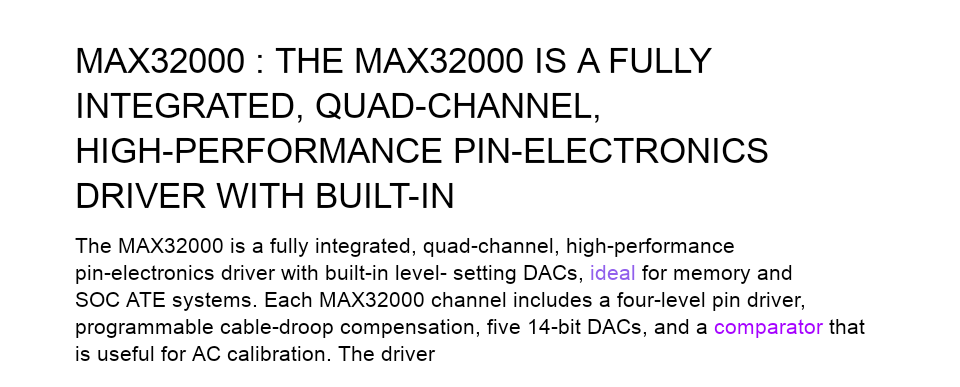 MAX32000 : THE MAX32000 IS A FULLY
INTEGRATED, QUAD-CHANNEL,
HIGH-PERFORMANCE PIN-ELECTRONICS
DRIVER WITH BUILT-IN
The MAX32000 is a fully integrated, quad-channel, high-performance
pin-electronics driver with built-in level- setting DACs, ideal for memory and
SOC ATE systems. Each MAX32000 channel includes a four-level pin driver,
programmable cable-droop compensation, five 14-bit DACs, and a comparator that
is useful for AC calibration. The driver